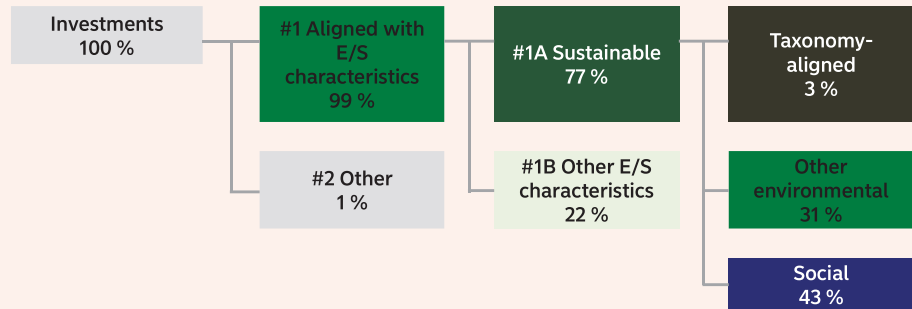 Investments
100 %
#1 Aligned with
E/S
characteristics
99 %
#1A Sustainable
77 %
Taxonomy-
aligned
3 %
#2 Other
1 %
#1B Other E/S
characteristics
22 %
Other
environmental
31 %
Social
43 %